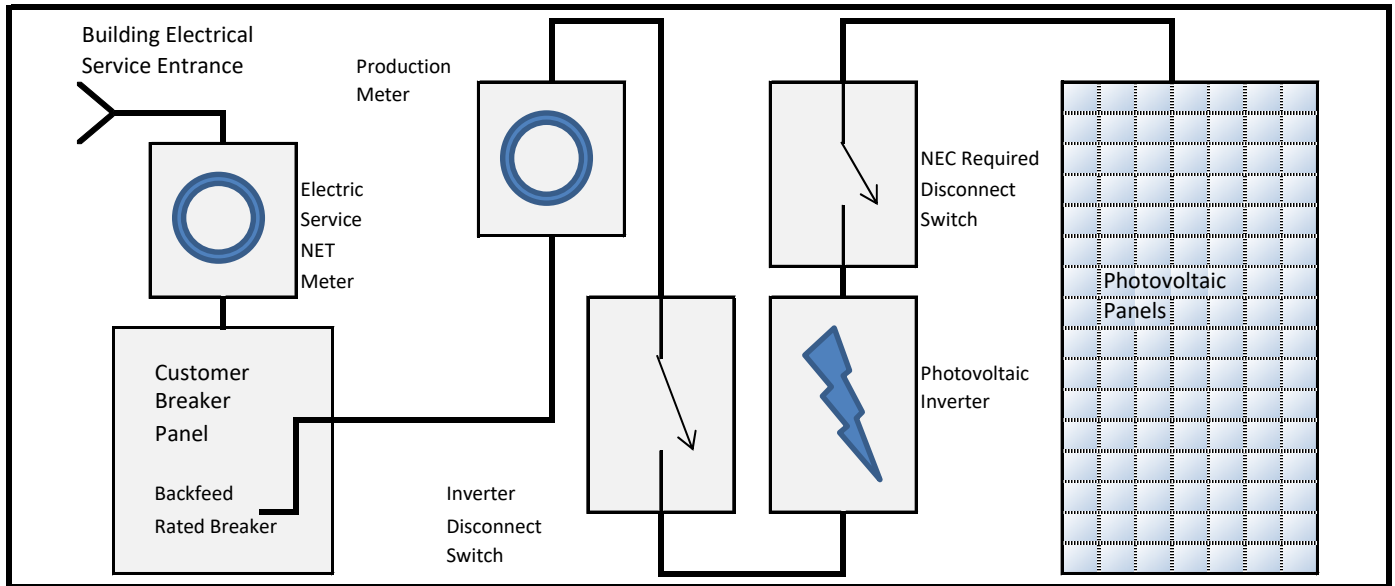 Building Electrical
Service Entrance
Production
Meter
Electric
Service
NET
Meter
NEC Required
Disconnect
Switch
Photovoltaic
Panels
Customer
Breaker
Panel
Photovoltaic
Inverter
Backfeed
Rated Breaker
Inverter
Disconnect
Switch